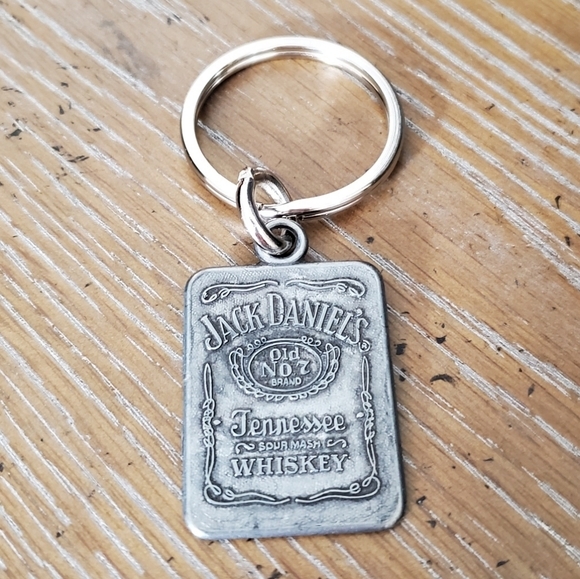 JACK DANIEL'S®
Old
No. 7
BRAND
Tennessee
SOUR MASH
WHISKEY